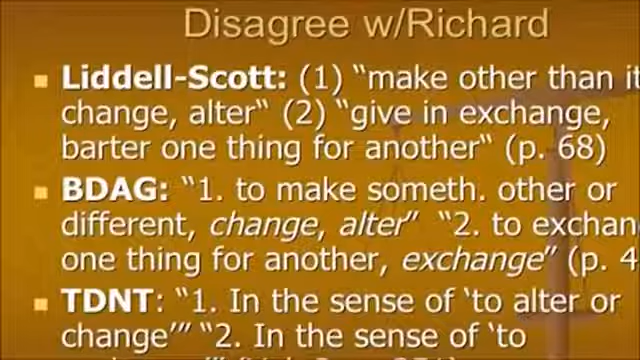 Disagree w/Richard
Liddell-Scott: (1) “make other than it
change, alter“ (2) “give in exchange,
barter one thing for another“ (p. 68)
BDAG: “1. to make someth. other or
different, change, alter” “2. to exchan
one thing for another, exchange” (p. 4
TDNT: “1. In the sense of ‘to alter or
change’” “2. In the sense of ‘to